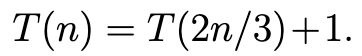 T(n) = T(2n/3)+1.